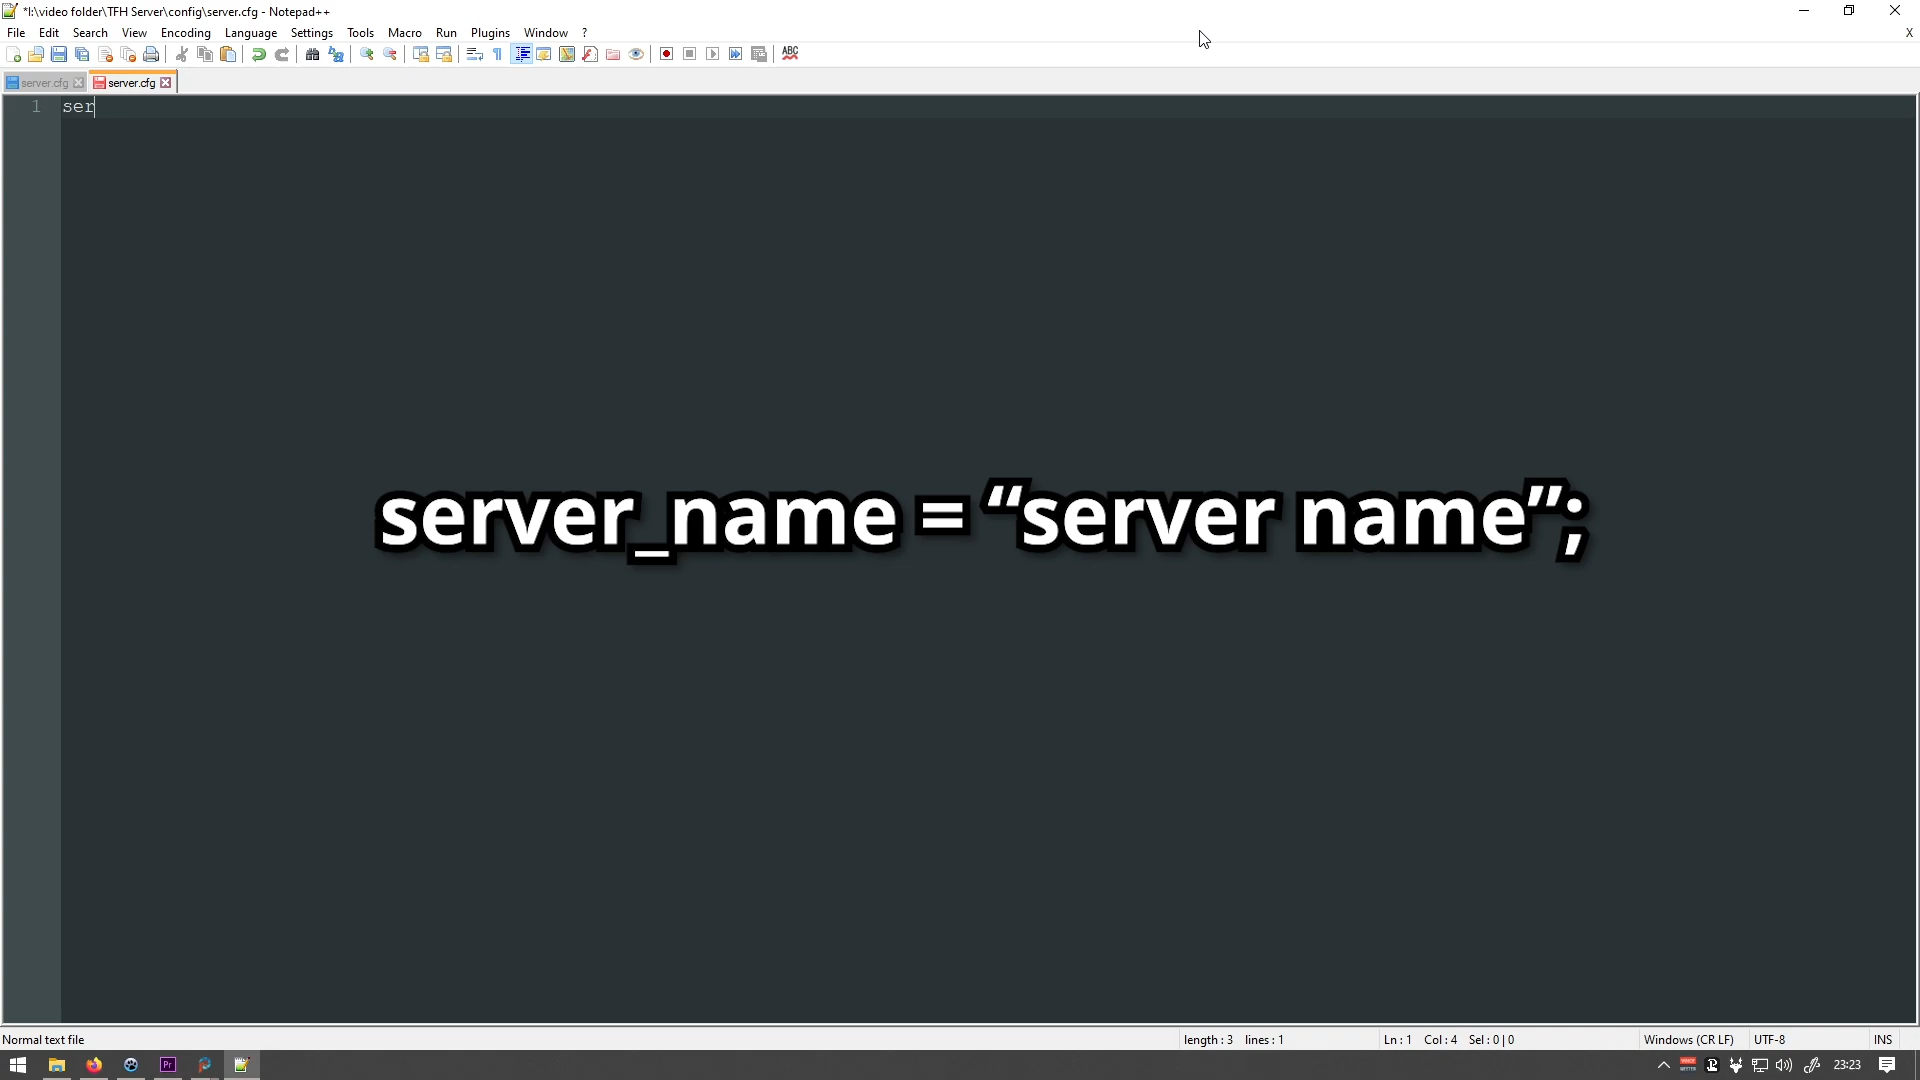 *I:\video folder\TFH Server\config\server.cfg - Notepad++
File Edit Search View Encoding Language Settings Tools Macro Run Plugins Window ?
X
ABC
server.cfg server.cfg
1 ser
server_name = “server name”;
Normal text file length : 3 lines : 1 Ln : 1 Col : 4 Sel : 0 | 0 Windows (CR LF) UTF-8 INS
Pr 23:23